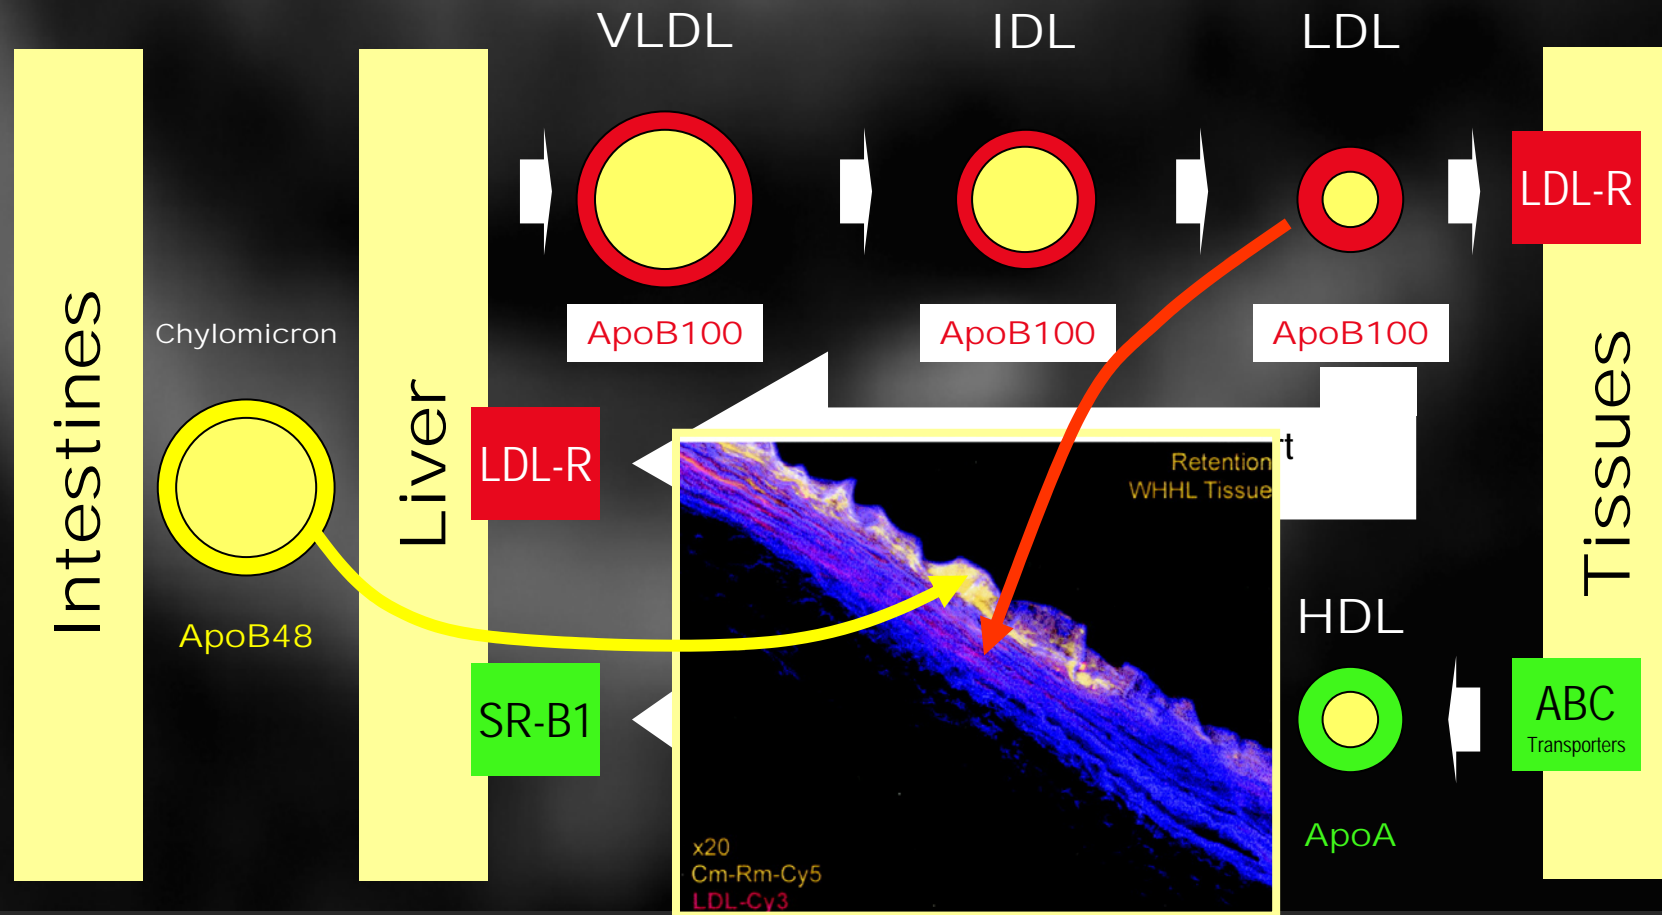 VLDL
IDL
LDL
LDL-R
ApoB100
ApoB100
ApoB100
Intestines
Chylomicron
ApoB48
Liver
LDL-R
SR-B1
Retention
WHHL Tissue
x20
Cm-Rm-Cy5
LDL-Cy3
HDL
ApoA
Tissues
ABC
Transporters